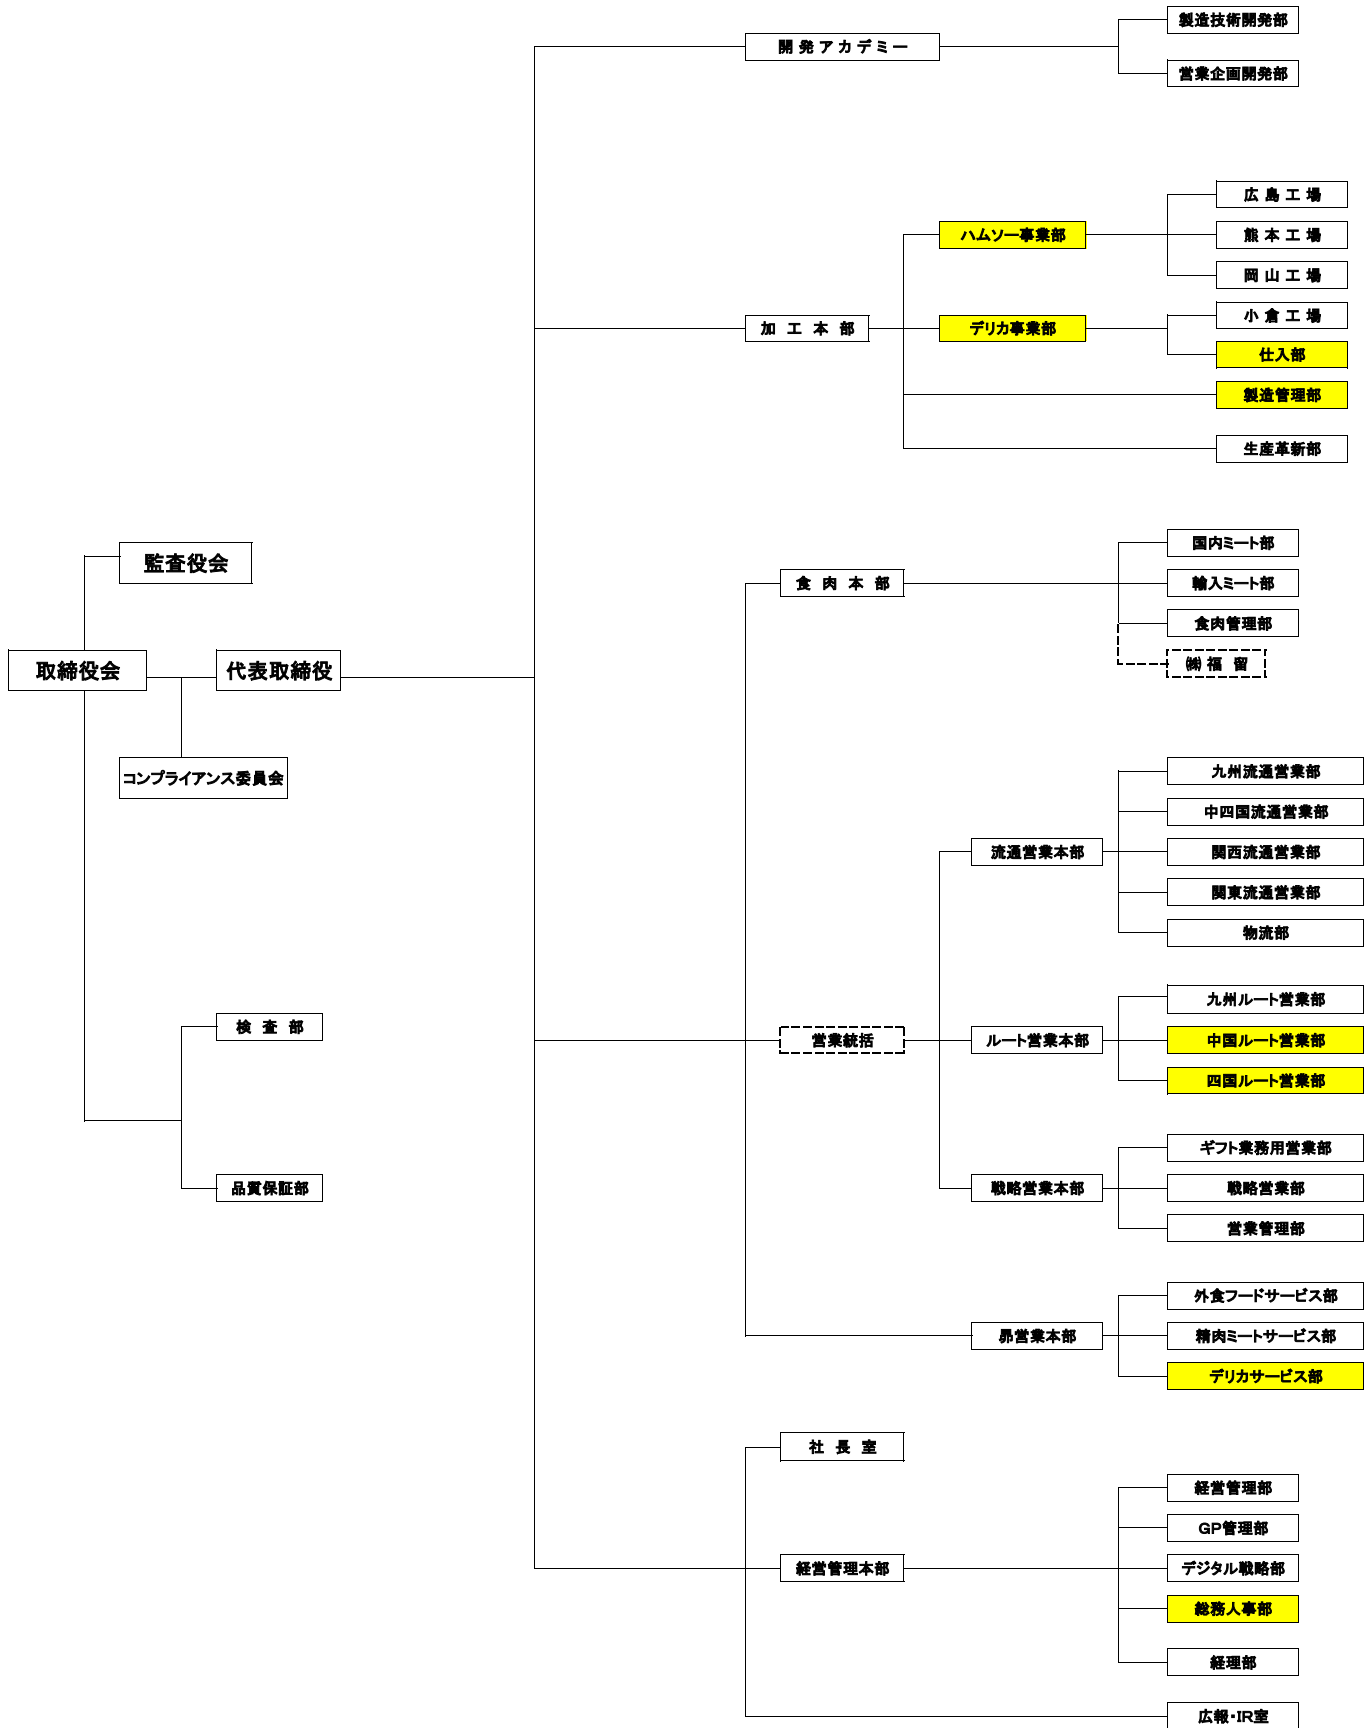 製造技術開発部
開発アカデミー
営業企画開発部
広島工場
ハムソー事業部
熊本工場
岡山工場
小倉工場
加工本部
デリカ事業部
仕入部
製造管理部
生産革新部
国内ミート部
監査役会
食肉本部
輸入ミート部
食肉管理部
㈱福留
取締役会
代表取締役
コンプライアンス委員会
九州流通営業部
中四国流通営業部
流通営業本部
関西流通営業部
関東流通営業部
物流部
九州ルート営業部
検査部
営業統括
ルート営業本部
中国ルート営業部
四国ルート営業部
ギフト業務用営業部
品質保証部
戦略営業本部
戦略営業部
営業管理部
外食フードサービス部
昴営業本部
精肉ミートサービス部
デリカサービス部
社長室
経営管理部
GP管理部
経営管理本部
デジタル戦略部
総務人事部
経理部
広報・IR室